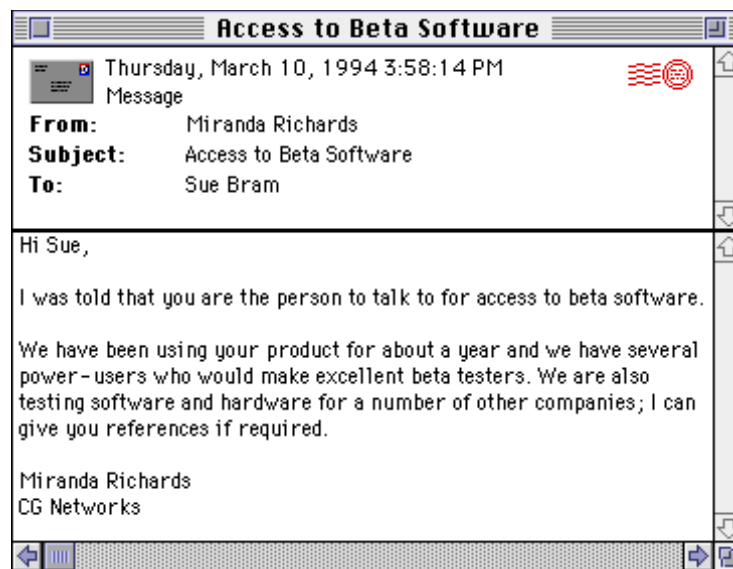 Access to Beta Software
Thursday, March 10, 1994 3:58:14 PM
Message
From: Miranda Richards
Subject: Access to Beta Software
To: Sue Bram
Hi Sue,
I was told that you are the person to talk to for access to beta software.
We have been using your product for about a year and we have several
power-users who would make excellent beta testers. We are also
testing software and hardware for a number of other companies; I can
give you references if required.
Miranda Richards
CG Networks